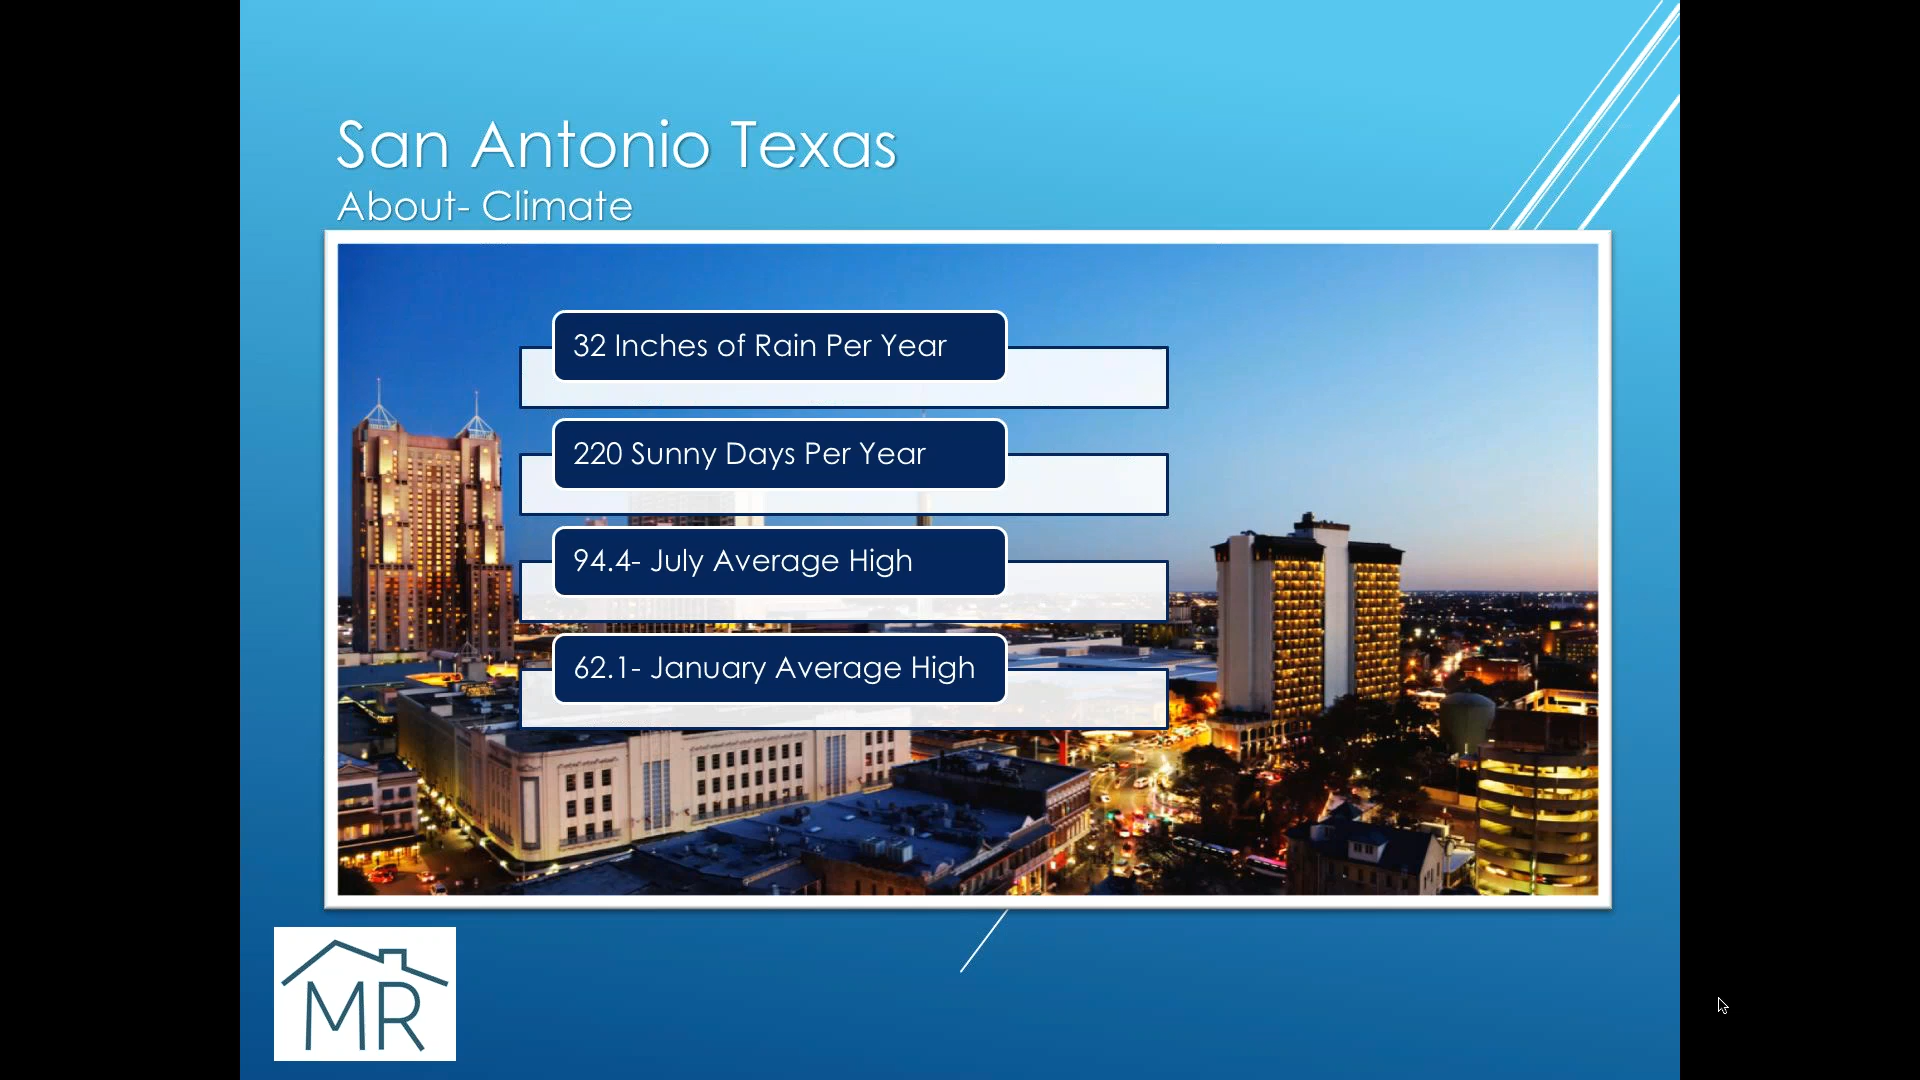 San Antonio Texas
About- Climate
32 Inches of Rain Per Year
220 Sunny Days Per Year
94.4- July Average High
62.1- January Average High
MR